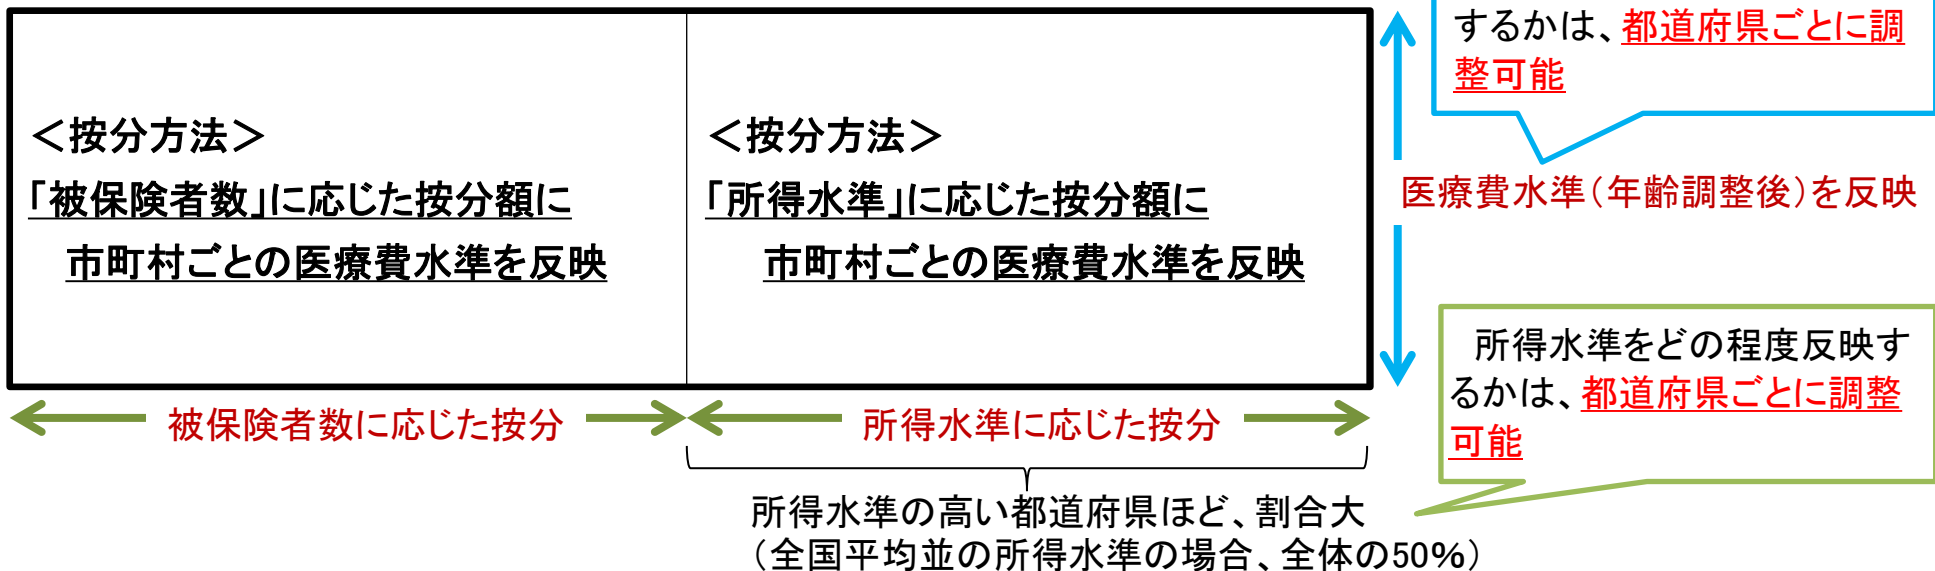 するかは、都道府県ごとに調
整可能
＜按分方法＞
「被保険者数」に応じた按分額に
市町村ごとの医療費水準を反映
＜按分方法＞
「所得水準」に応じた按分額に
市町村ごとの医療費水準を反映
医療費水準（年齢調整後）を反映
所得水準をどの程度反映す
るかは、都道府県ごとに調整
可能
被保険者数に応じた按分
所得水準に応じた按分
所得水準の高い都道府県ほど、割合大
（全国平均並の所得水準の場合、全体の50%）